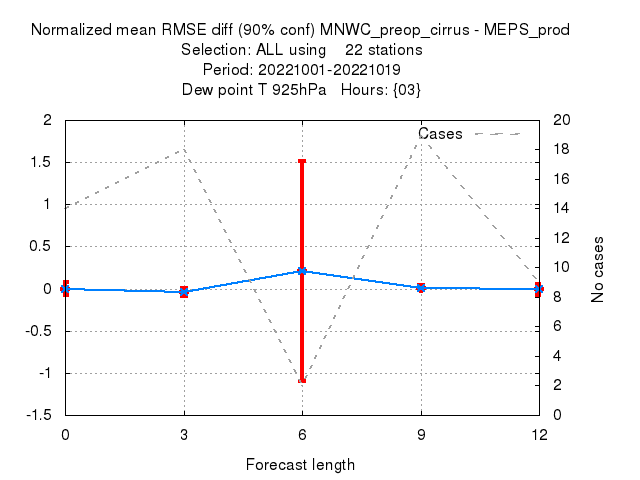 Normalized mean RMSE diff (90% conf) MNWC_preop_cirrus - MEPS_prod
Selection: ALL using    22 stations
Period: 20221001-20221019
Dew point T 925hPa   Hours: {03}
2
1.5
1
0.5
0
-0.5
-1
-1.5
Cases
20
18
16
14
12
10
8
6
4
2
0
No cases
0 3 6 9 12
Forecast length